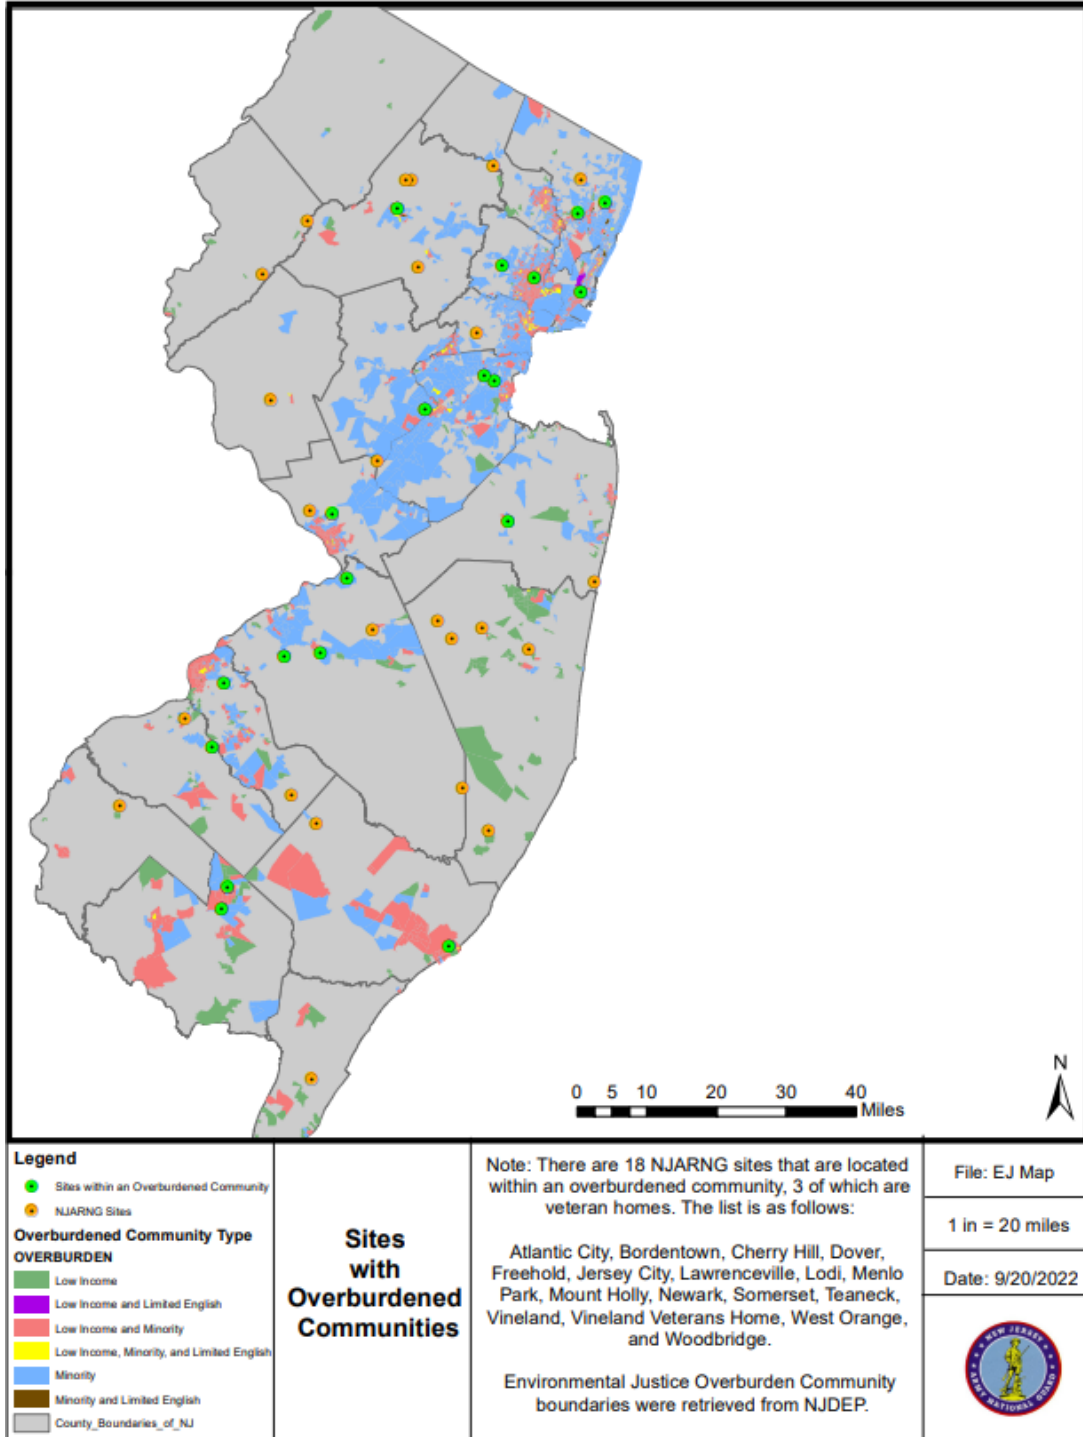 N
0 5 10 20 30 40
Miles
Legend
Sites within an Overburdened Community
NJARNG Sites
Overburdened Community Type
OVERBURDEN
Low Income
Low Income and Limited English
Low Income and Minority
Low Income, Minority, and Limited English
Minority
Minority and Limited English
County_Boundaries_of_NJ
Sites
with
Overburdened
Communities
Note: There are 18 NJARNG sites that are located
within an overburdened community, 3 of which are
veteran homes. The list is as follows:
Atlantic City, Bordentown, Cherry Hill, Dover,
Freehold, Jersey City, Lawrenceville, Lodi, Menlo
Park, Mount Holly, Newark, Somerset, Teaneck,
Vineland, Vineland Veterans Home, West Orange,
and Woodbridge.
Environmental Justice Overburden Community
boundaries were retrieved from NJDEP.
File: EJ Map
1 in = 20 miles
Date: 9/20/2022
NEW JERSEY
ARMY NATIONAL GUARD